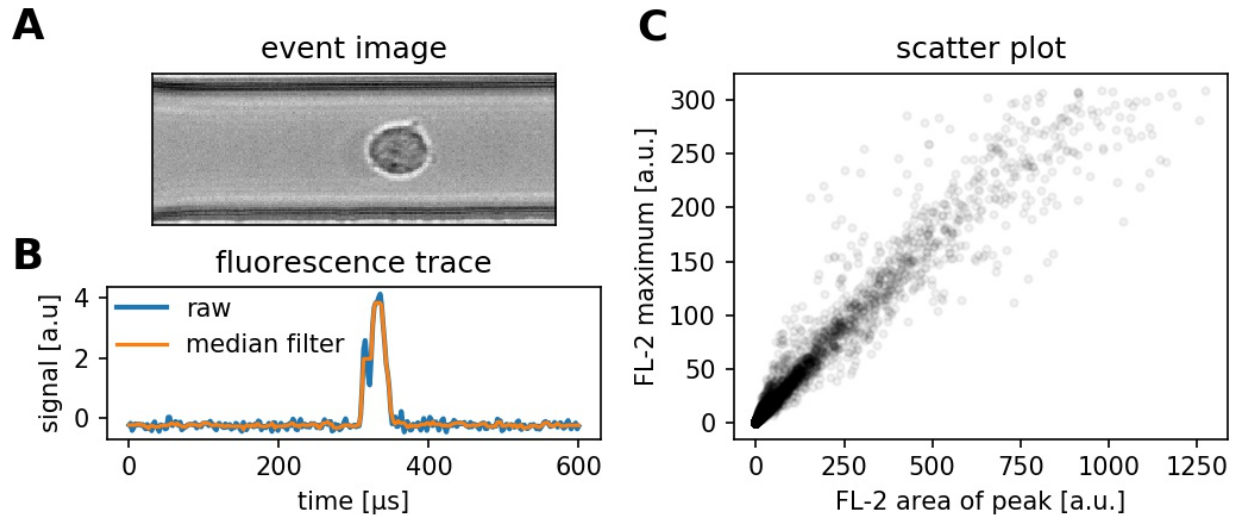 A
event image
B
fluorescence trace
signal [a.u]
4
2
0
raw
median filter
0
200
400
600
time [µs]
C
scatter plot
FL-2 maximum [a.u.]
300
250
200
150
100
50
0
0
250
500
750
1000
1250
FL-2 area of peak [a.u.]